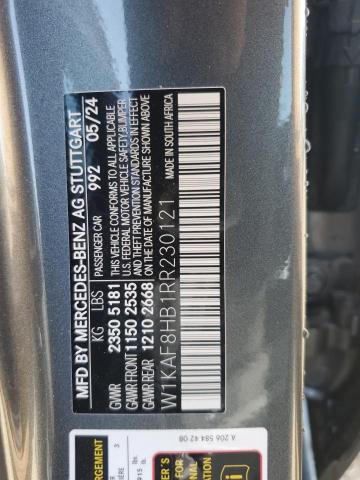 MFD BY MERCEDES-BENZ AG STUTTGART
PASSENGER CAR 992 05/24
KG LBS
GVWR 2350 5181
GAWR FRONT 1150 2535
GAWR REAR 1210 2668
THIS VEHICLE CONFORMS TO ALL APPLICABLE
U.S. FEDERAL MOTOR VEHICLE SAFETY, BUMPER
AND THEFT PREVENTION STANDARDS IN EFFECT
ON THE DATE OF MANUFACTURE SHOWN ABOVE
W1KAF8HB1RR230121
MADE IN SOUTH AFRICA
A 206 584 42 08
3
915 lb.